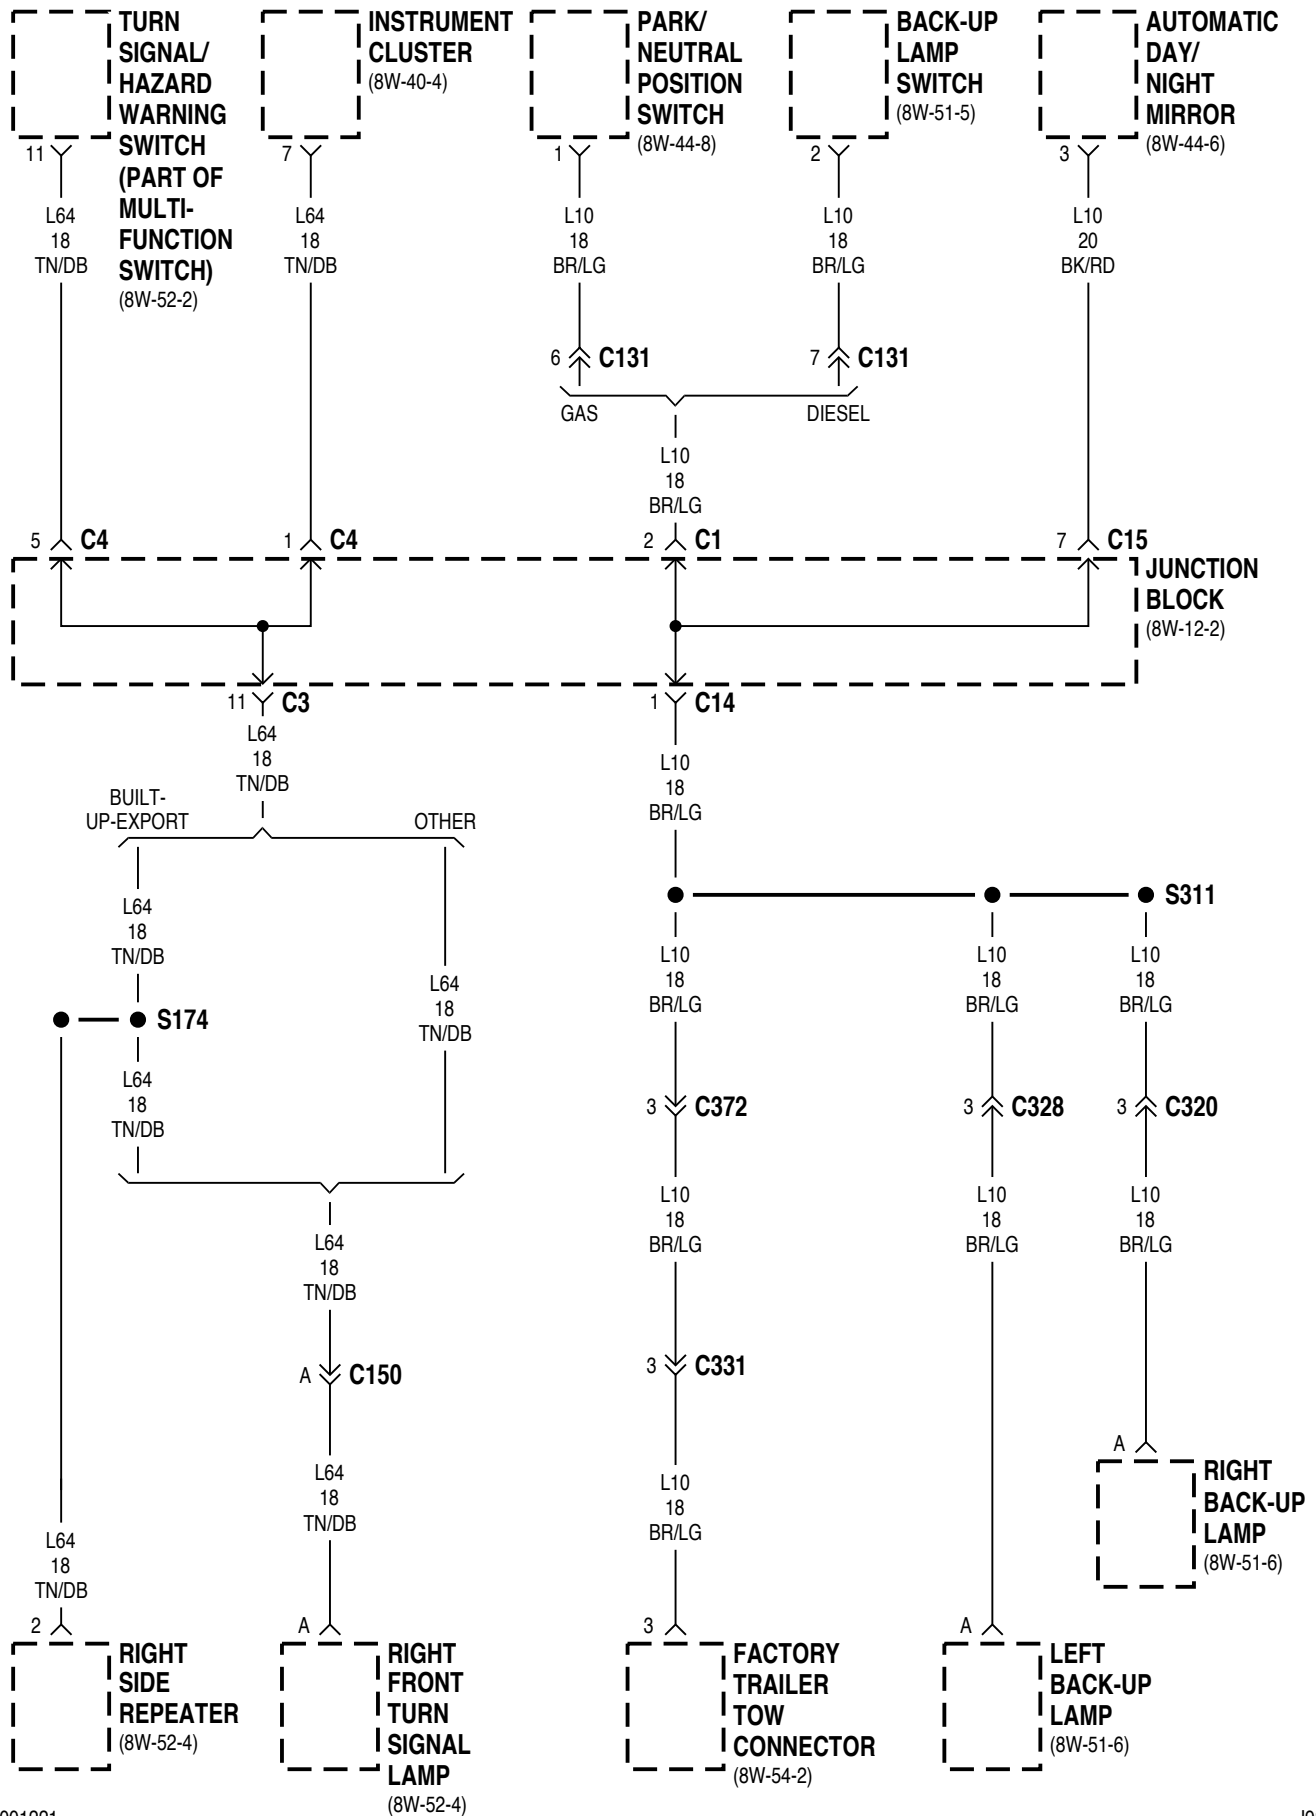 TURN
SIGNAL/
HAZARD
WARNING
SWITCH
(PART OF
MULTI-
FUNCTION
SWITCH)
(8W-52-2)
INSTRUMENT
CLUSTER
(8W-40-4)
PARK/
NEUTRAL
POSITION
SWITCH
(8W-44-8)
BACK-UP
LAMP
SWITCH
(8W-51-5)
AUTOMATIC
DAY/
NIGHT
MIRROR
(8W-44-6)
11
7
1
2
3
L64
18
TN/DB
L64
18
TN/DB
L10
18
BR/LG
L10
18
BR/LG
L10
20
BK/RD
6 C131
7 C131
GAS
DIESEL
L10
18
BR/LG
5 C4
1 C4
2 C1
7 C15
JUNCTION
BLOCK
(8W-12-2)
11 C3
1 C14
L64
18
TN/DB
L10
18
BR/LG
BUILT-
UP-EXPORT
OTHER
L64
18
TN/DB
L64
18
TN/DB
S174
L64
18
TN/DB
S311
L10
18
BR/LG
L10
18
BR/LG
L10
18
BR/LG
3 C372
3 C328
3 C320
L10
18
BR/LG
L10
18
BR/LG
L10
18
BR/LG
L64
18
TN/DB
A C150
3 C331
L64
18
TN/DB
L10
18
BR/LG
A
RIGHT
BACK-UP
LAMP
(8W-51-6)
L64
18
TN/DB
2
RIGHT
SIDE
REPEATER
(8W-52-4)
A
RIGHT
FRONT
TURN
SIGNAL
LAMP
(8W-52-4)
3
FACTORY
TRAILER
TOW
CONNECTOR
(8W-54-2)
A
LEFT
BACK-UP
LAMP
(8W-51-6)